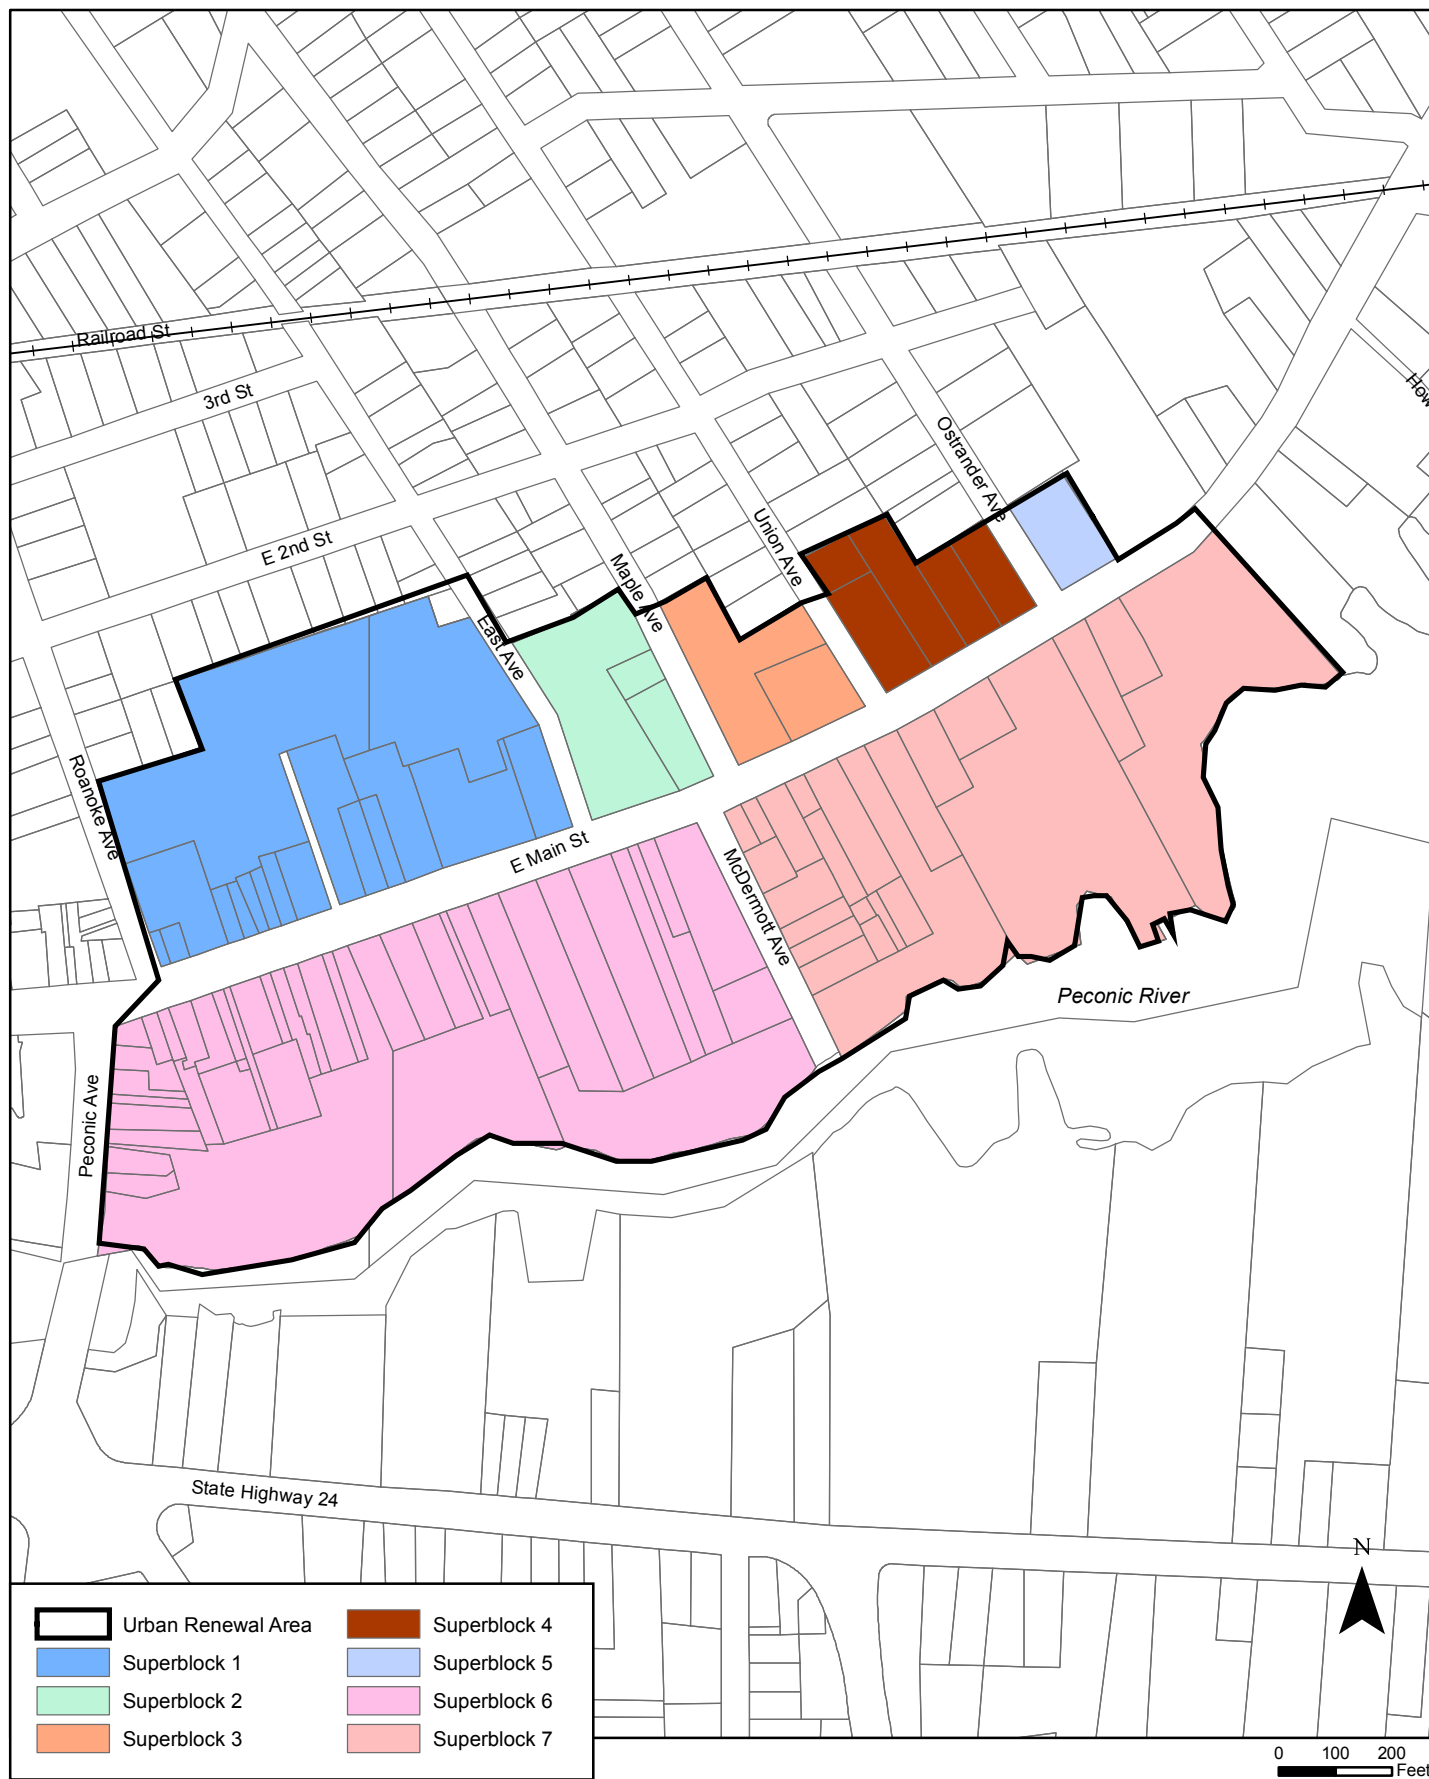 Railroad St
3rd St
How
Ostrander Ave
Union Ave
E 2nd St
Maple Ave
East Ave
Roanoke Ave
E Main St
McDermott Ave
Peconic River
Peconic Ave
State Highway 24
N
Urban Renewal Area
Superblock 1
Superblock 2
Superblock 3
Superblock 4
Superblock 5
Superblock 6
Superblock 7
0 100 200
Feet